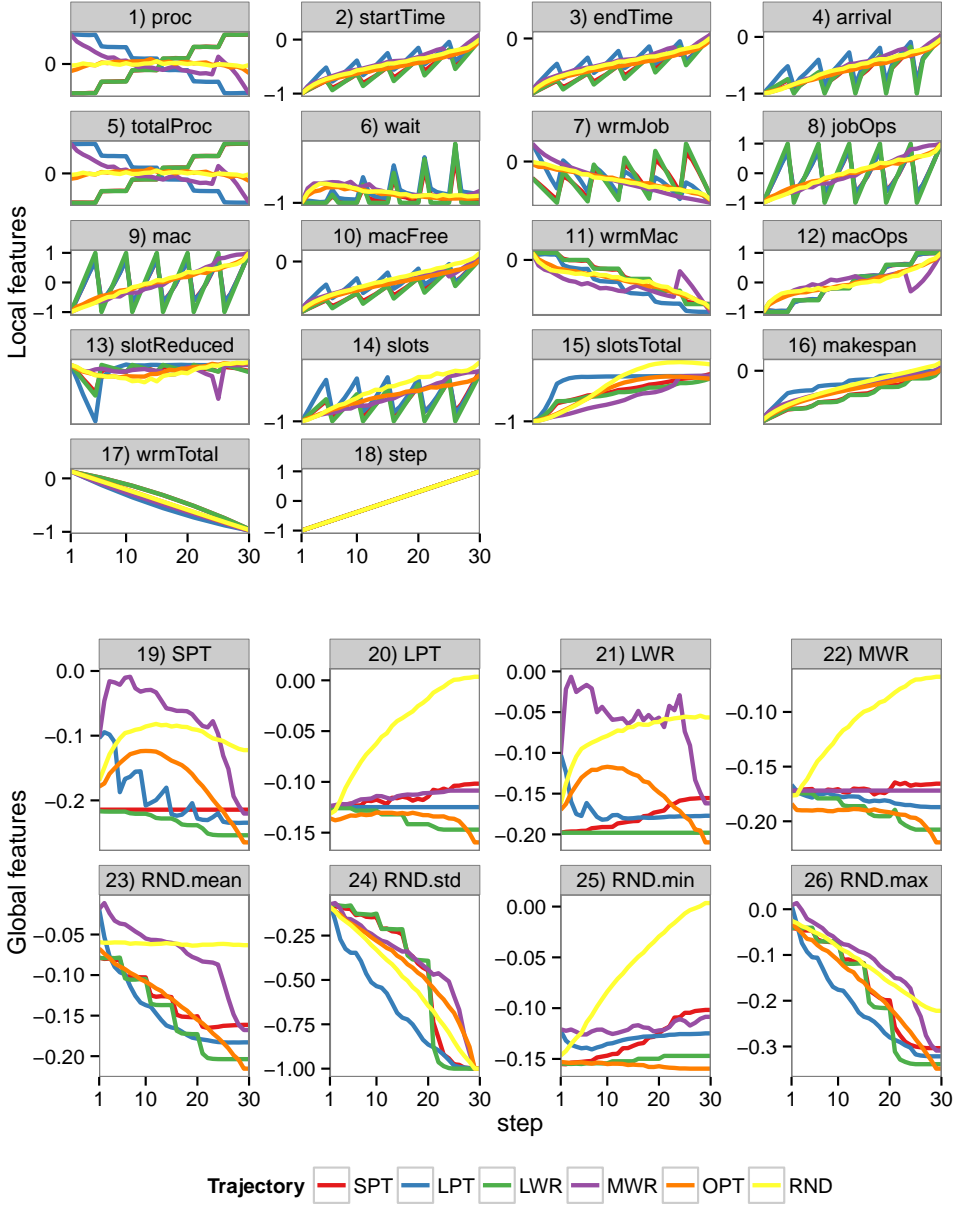 1) proc
2) startTime
3) endTime
4) arrival
0
0
−1
0
−1
0
−1
5) totalProc
6) wait
7) wrmJob
8) jobOps
0
−1
0
1
0
−1
9) mac
10) macFree
11) wrmMac
12) macOps
1
0
−1
0
0
1
0
−1
13) slotReduced
14) slots
15) slotsTotal
16) makespan
−1
−1
0
17) wrmTotal
18) step
0
−1
1
0
−1
1 10 20 30
1 10 20 30
Local features
19) SPT
20) LPT
21) LWR
22) MWR
0.0
−0.1
−0.2
0.00
−0.05
−0.10
−0.15
0.00
−0.05
−0.10
−0.15
−0.20
−0.10
−0.15
−0.20
23) RND.mean
24) RND.std
25) RND.min
26) RND.max
−0.05
−0.10
−0.15
−0.20
−0.25
−0.50
−0.75
−1.00
0.00
−0.05
−0.10
−0.15
0.0
−0.1
−0.2
−0.3
1 10 20 30
1 10 20 30
1 10 20 30
1 10 20 30
Global features
step
Trajectory SPT LPT LWR MWR OPT RND